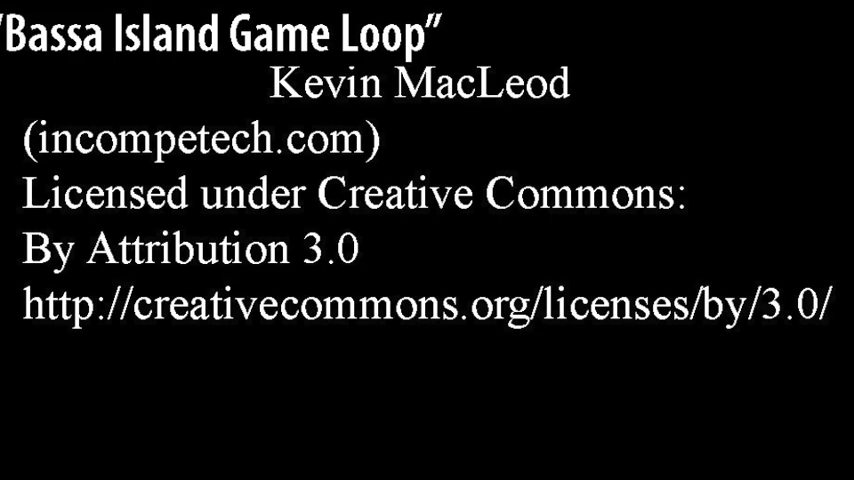 "Bassa Island Game Loop"
Kevin MacLeod
(incompetech.com)
Licensed under Creative Commons:
By Attribution 3.0
http://creativecommons.org/licenses/by/3.0/